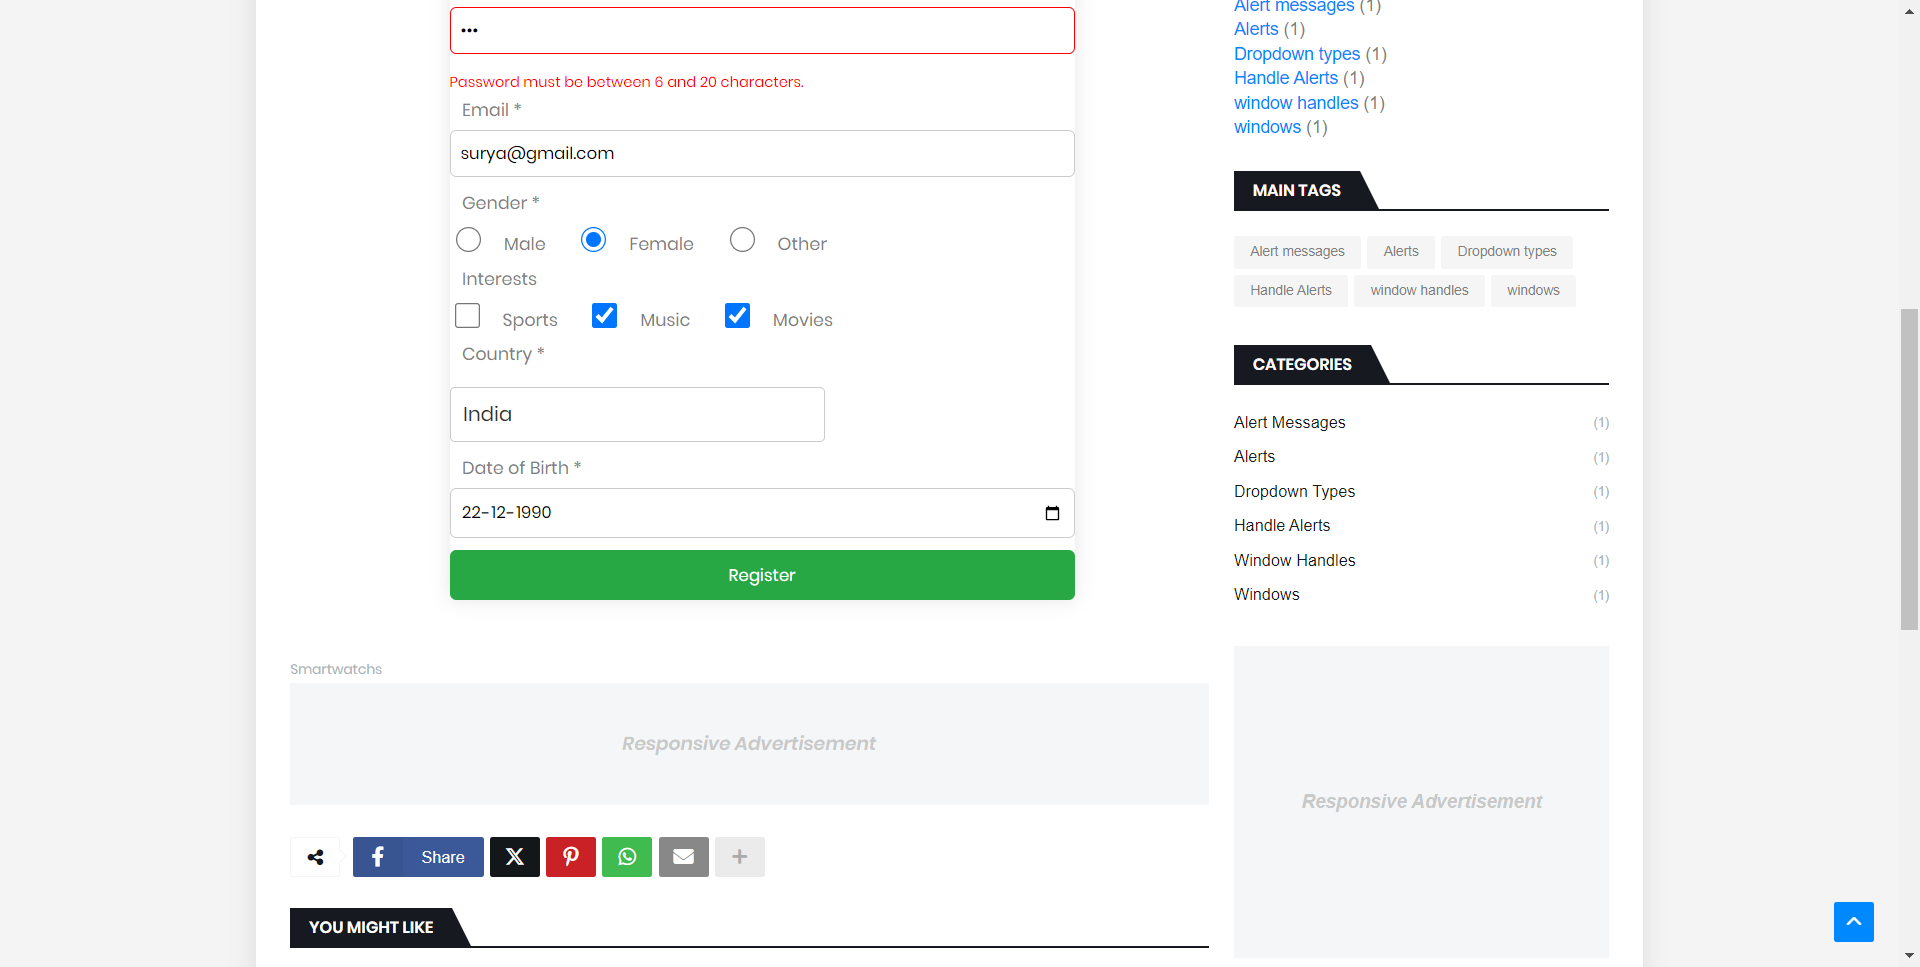 •••
Password must be between 6 and 20 characters.
Email *
surya@gmail.com
Gender *
Male Female Other
Interests
Sports Music Movies
Country *
India
Date of Birth *
22-12-1990
Register
Smartwatchs
Responsive Advertisement
Share
YOU MIGHT LIKE
Alert messages (1)
Alerts (1)
Dropdown types (1)
Handle Alerts (1)
window handles (1)
windows (1)
MAIN TAGS
Alert messages Alerts Dropdown types
Handle Alerts window handles windows
CATEGORIES
Alert Messages (1)
Alerts (1)
Dropdown Types (1)
Handle Alerts (1)
Window Handles (1)
Windows (1)
Responsive Advertisement